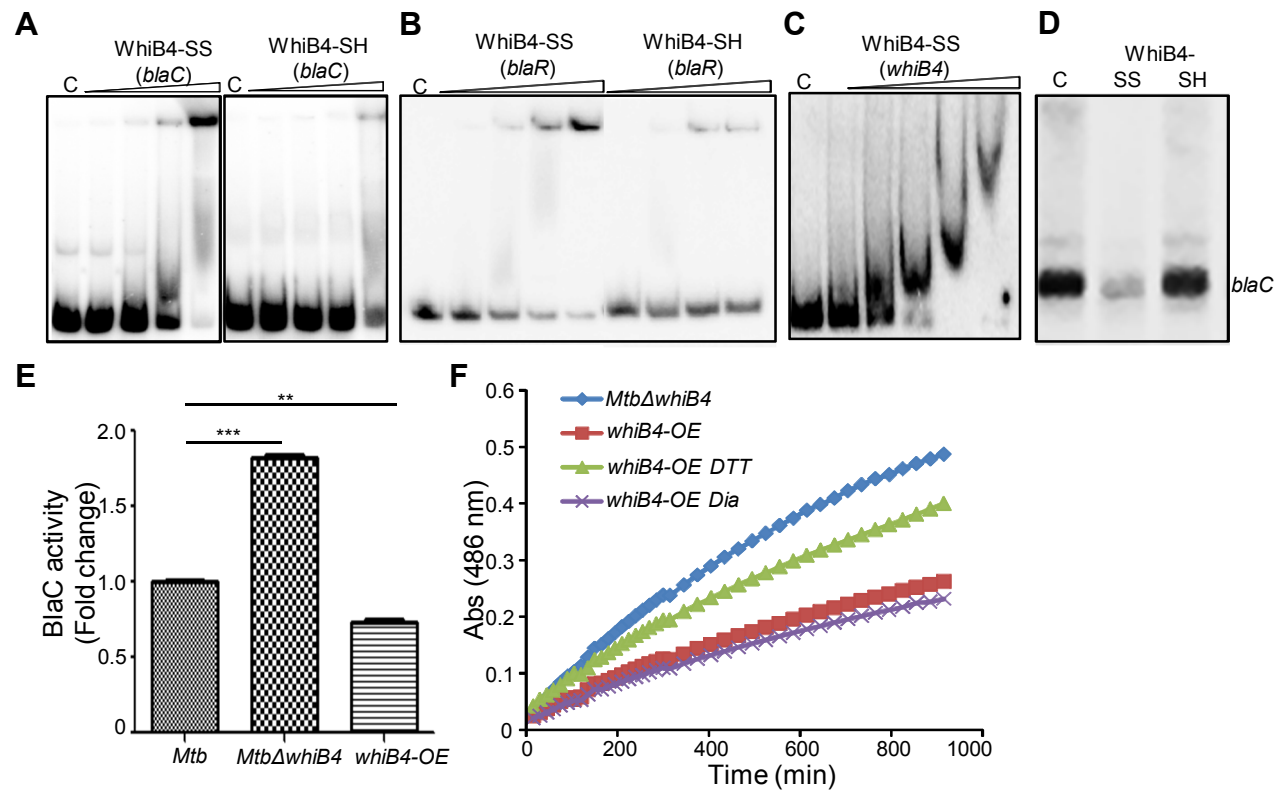 A
WhiB4-SS
(blaC)
C
WhiB4-SH
(blaC)
C
B
WhiB4-SS
(blaR)
C
WhiB4-SH
(blaR)
C
WhiB4-SS
(whiB4)
C
D
WhiB4-
C SS SH
blaC
E
BlaC activity
(Fold change)
2.0
1.5
1.0
0.5
0
**
***
Mtb MtbΔwhiB4 whiB4-OE
F
Abs (486 nm)
0.6
0.5
0.4
0.3
0.2
0.1
0
MtbΔwhiB4
whiB4-OE
whiB4-OE DTT
whiB4-OE Dia
0 200 400 600 800 1000
Time (min)